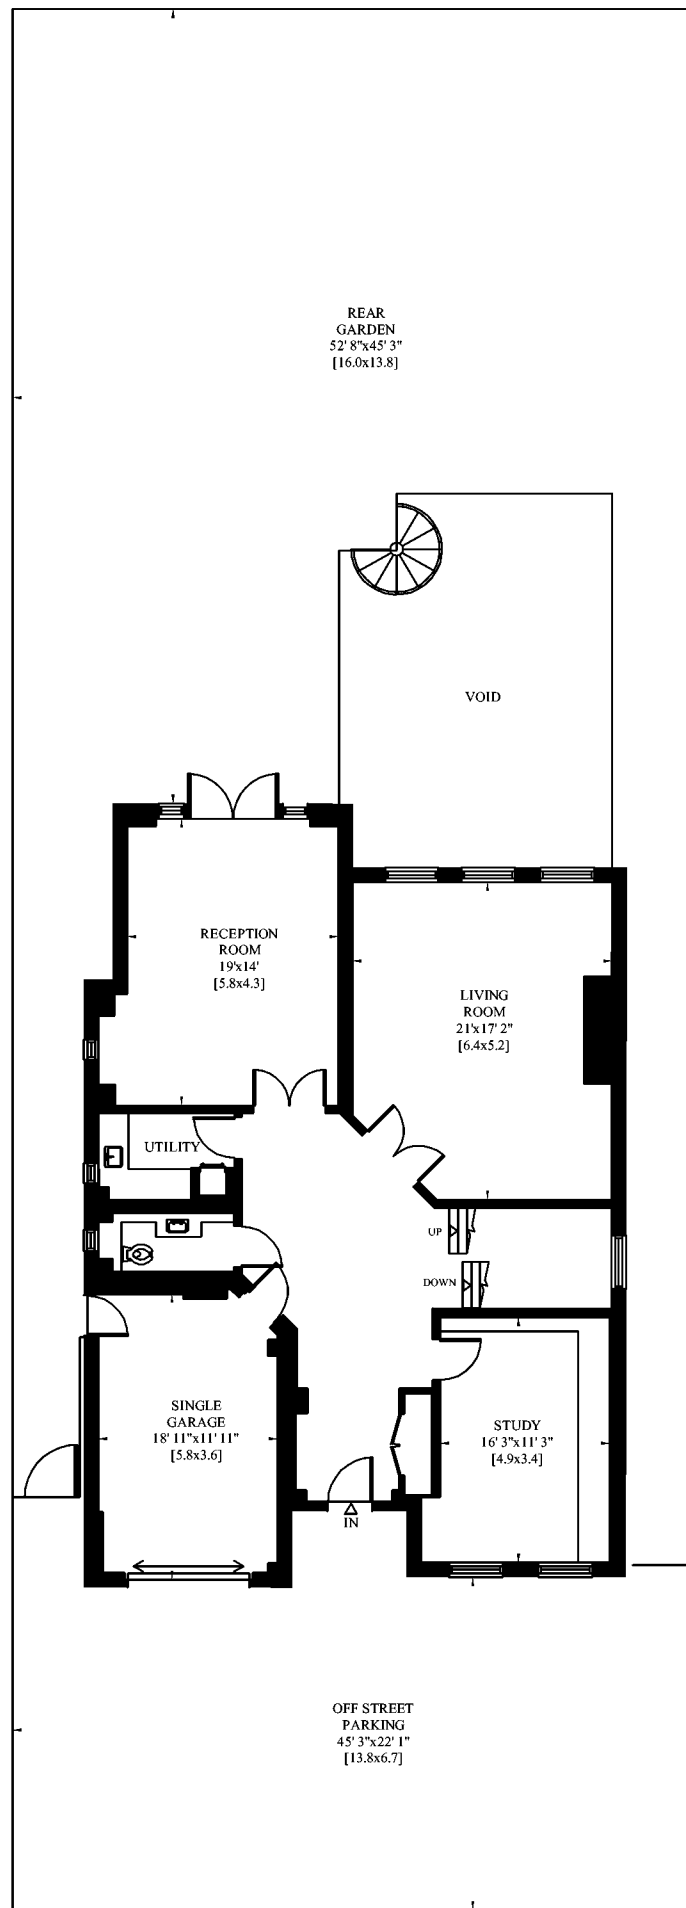 REAR
GARDEN
52' 8"x45' 3"
[16.0x13.8]
VOID
RECEPTION
ROOM
19'x14'
[5.8x4.3]
LIVING
ROOM
21'x17' 2"
[6.4x5.2]
UTILITY
UP
DOWN
SINGLE
GARAGE
18' 11"x11' 11"
[5.8x3.6]
STUDY
16' 3"x11' 3"
[4.9x3.4]
IN
OFF STREET
PARKING
45' 3"x22' 1"
[13.8x6.7]